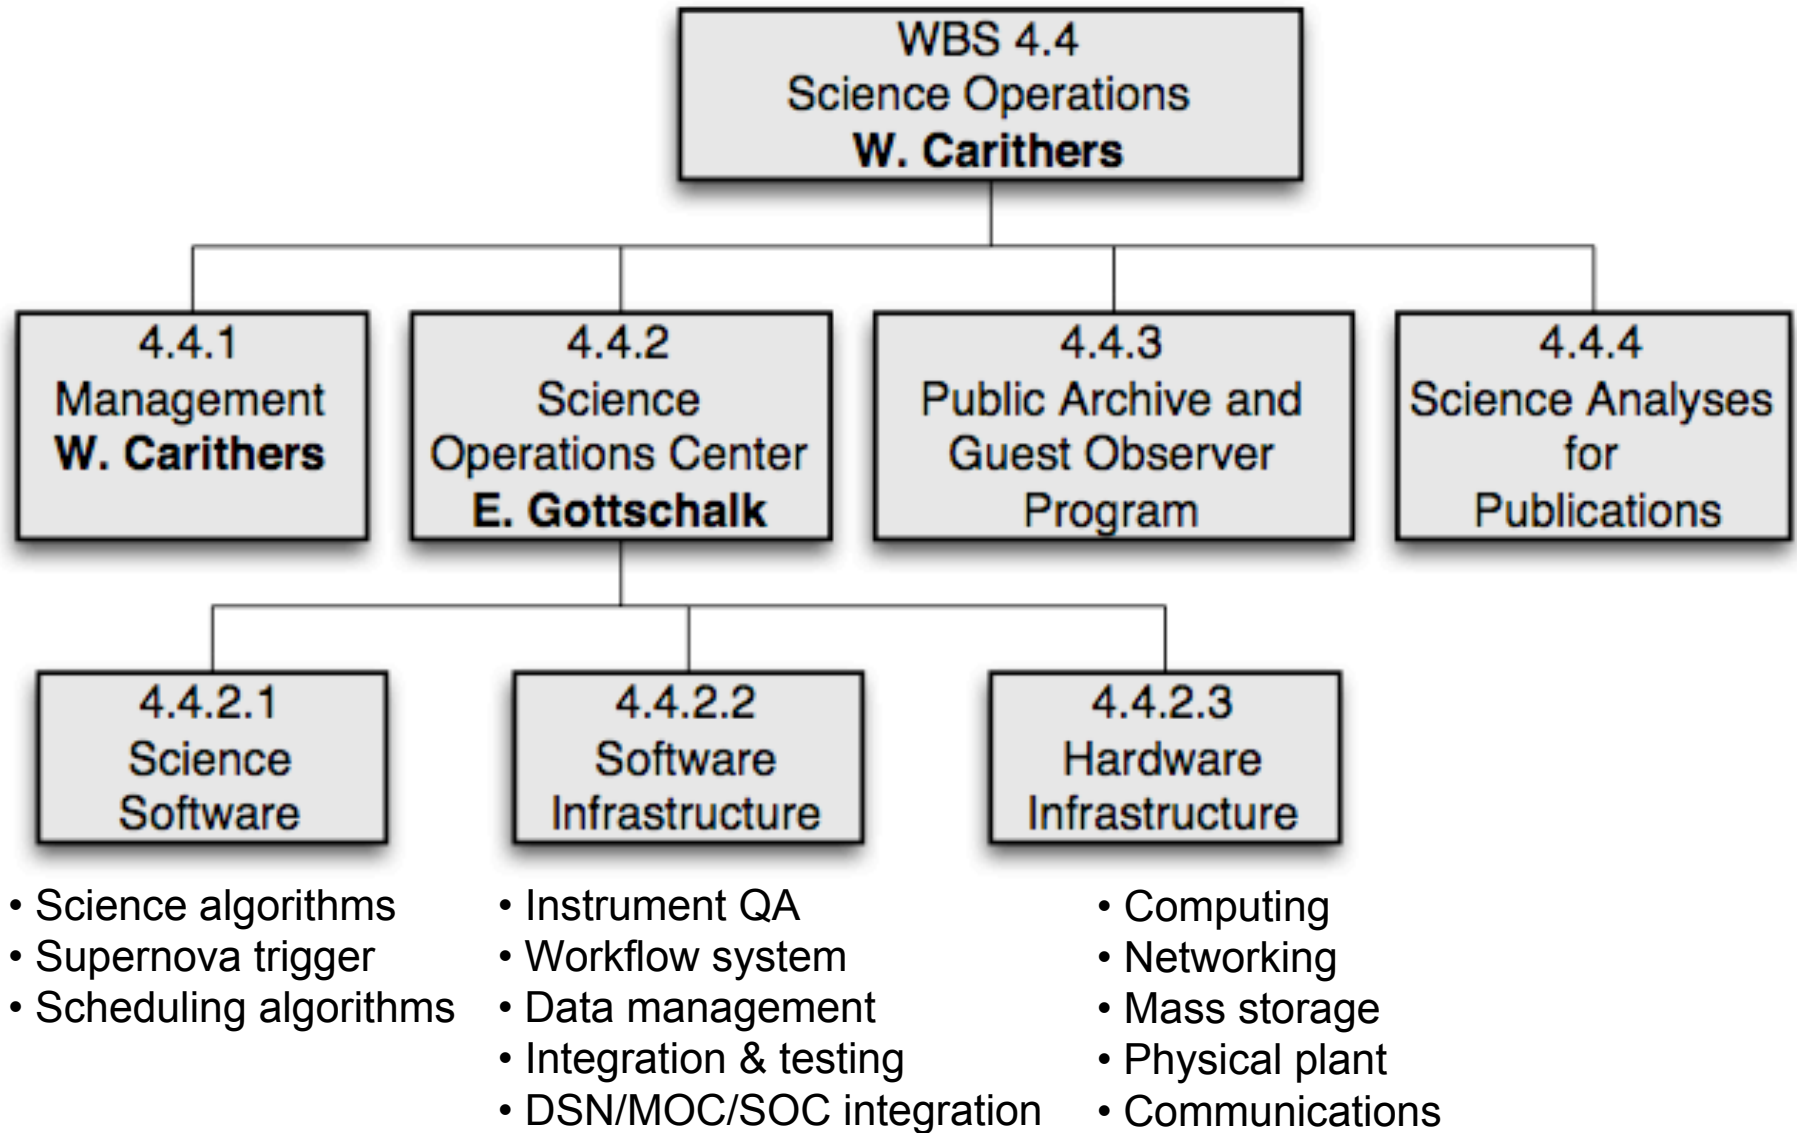 WBS 4.4
Science Operations
W. Carithers
4.4.1
Management
W. Carithers
4.4.2
Science
Operations Center
E. Gottschalk
4.4.3
Public Archive and
Guest Observer
Program
4.4.4
Science Analyses
for
Publications
4.4.2.1
Science
Software
4.4.2.2
Software
Infrastructure
4.4.2.3
Hardware
Infrastructure
• Science algorithms
• Supernova trigger
• Scheduling algorithms
• Instrument QA
• Workflow system
• Data management
• Integration & testing
• DSN/MOC/SOC integration
• Computing
• Networking
• Mass storage
• Physical plant
• Communications